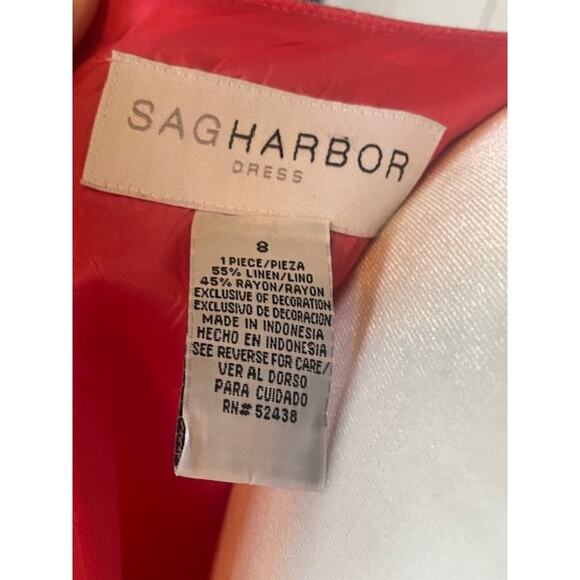 SAGHARBOR
DRESS
8
1 PIECE/PIEZA
55% LINEN/LINO
45% RAYON/RAYON
EXCLUSIVE OF DECORATION
EXCLUSIVO DE DECORACION
MADE IN INDONESIA
HECHO EN INDONESIA
SEE REVERSE FOR CARE/
VER AL DORSO
PARA CUIDADO
RN# 52438